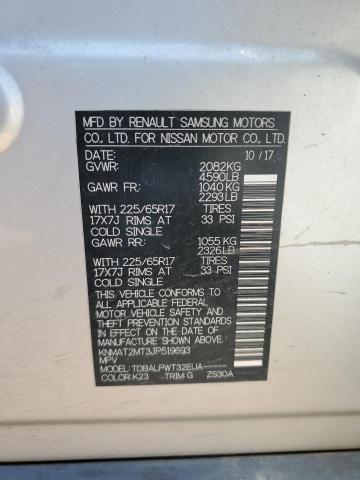 MFD BY RENAULT SAMSUNG MOTORS
CO. LTD. FOR NISSAN MOTOR CO. LTD.
DATE: 10 / 17
GVWR: 2082KG
4590LB
GAWR FR: 1040 KG
2293LB
WITH 225/65R17 TIRES
17X7J RIMS AT 33 PSI
COLD SINGLE
GAWR RR: 1055 KG
2326LB
WITH 225/65R17 TIRES
17X7J RIMS AT 33 PSI
COLD SINGLE
THIS VEHICLE CONFORMS
TO ALL APPLICABLE FEDERAL
MOTOR VEHICLE SAFETY AND
THEFT PREVENTION
STANDARDS IN EFFECT ON THE
DATE OF MANUFACTURE
SHOWN ABOVE.
KNMAT2MT3JP519693
MPV
MODEL: TDBALPWT32EUA-----
COLOR: K23 TRIM: G ZS30A